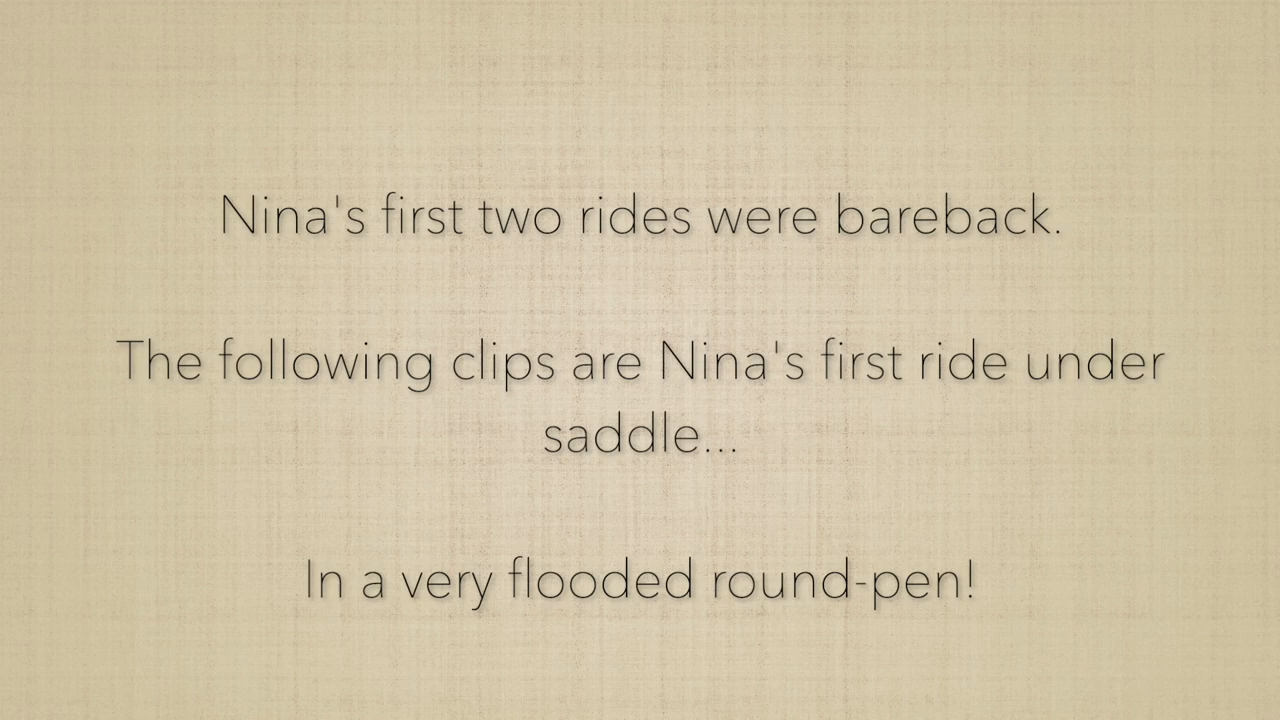 Nina's first two rides were bareback.
The following clips are Nina's first ride under
saddle...
In a very flooded round-pen!